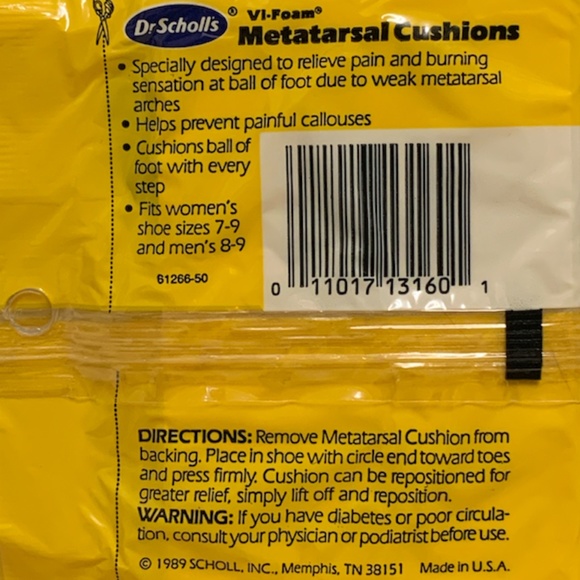 Dr Scholl's® Vi-Foam®
Metatarsal Cushions
• Specially designed to relieve pain and burning
sensation at ball of foot due to weak metatarsal
arches
• Helps prevent painful callouses
• Cushions ball of
foot with every
step
• Fits women's
shoe sizes 7-9
and men's 8-9
61266-50
0 11017 13160 1
DIRECTIONS: Remove Metatarsal Cushion from
backing. Place in shoe with circle end toward toes
and press firmly. Cushion can be repositioned for
greater relief, simply lift off and reposition.
WARNING: If you have diabetes or poor circula-
tion, consult your physician or podiatrist before use.
© 1989 SCHOLL, INC., Memphis, TN 38151 Made in U.S.A.